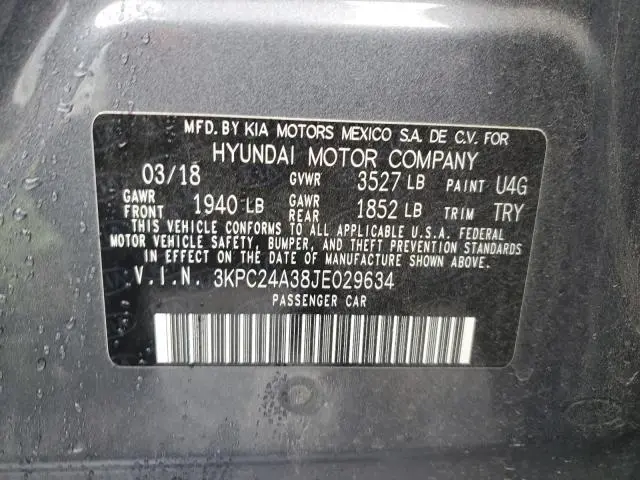 MFD. BY KIA MOTORS MEXICO S.A. DE C.V. FOR
HYUNDAI MOTOR COMPANY
03/18 GVWR 3527 LB PAINT U4G
GAWR FRONT 1940 LB GAWR REAR 1852 LB TRIM TRY
THIS VEHICLE CONFORMS TO ALL APPLICABLE U.S.A. FEDERAL
MOTOR VEHICLE SAFETY, BUMPER, AND THEFT PREVENTION STANDARDS
IN EFFECT ON THE DATE OF MANUFACTURE SHOWN ABOVE.
V.I.N. 3KPC24A38JE029634
PASSENGER CAR